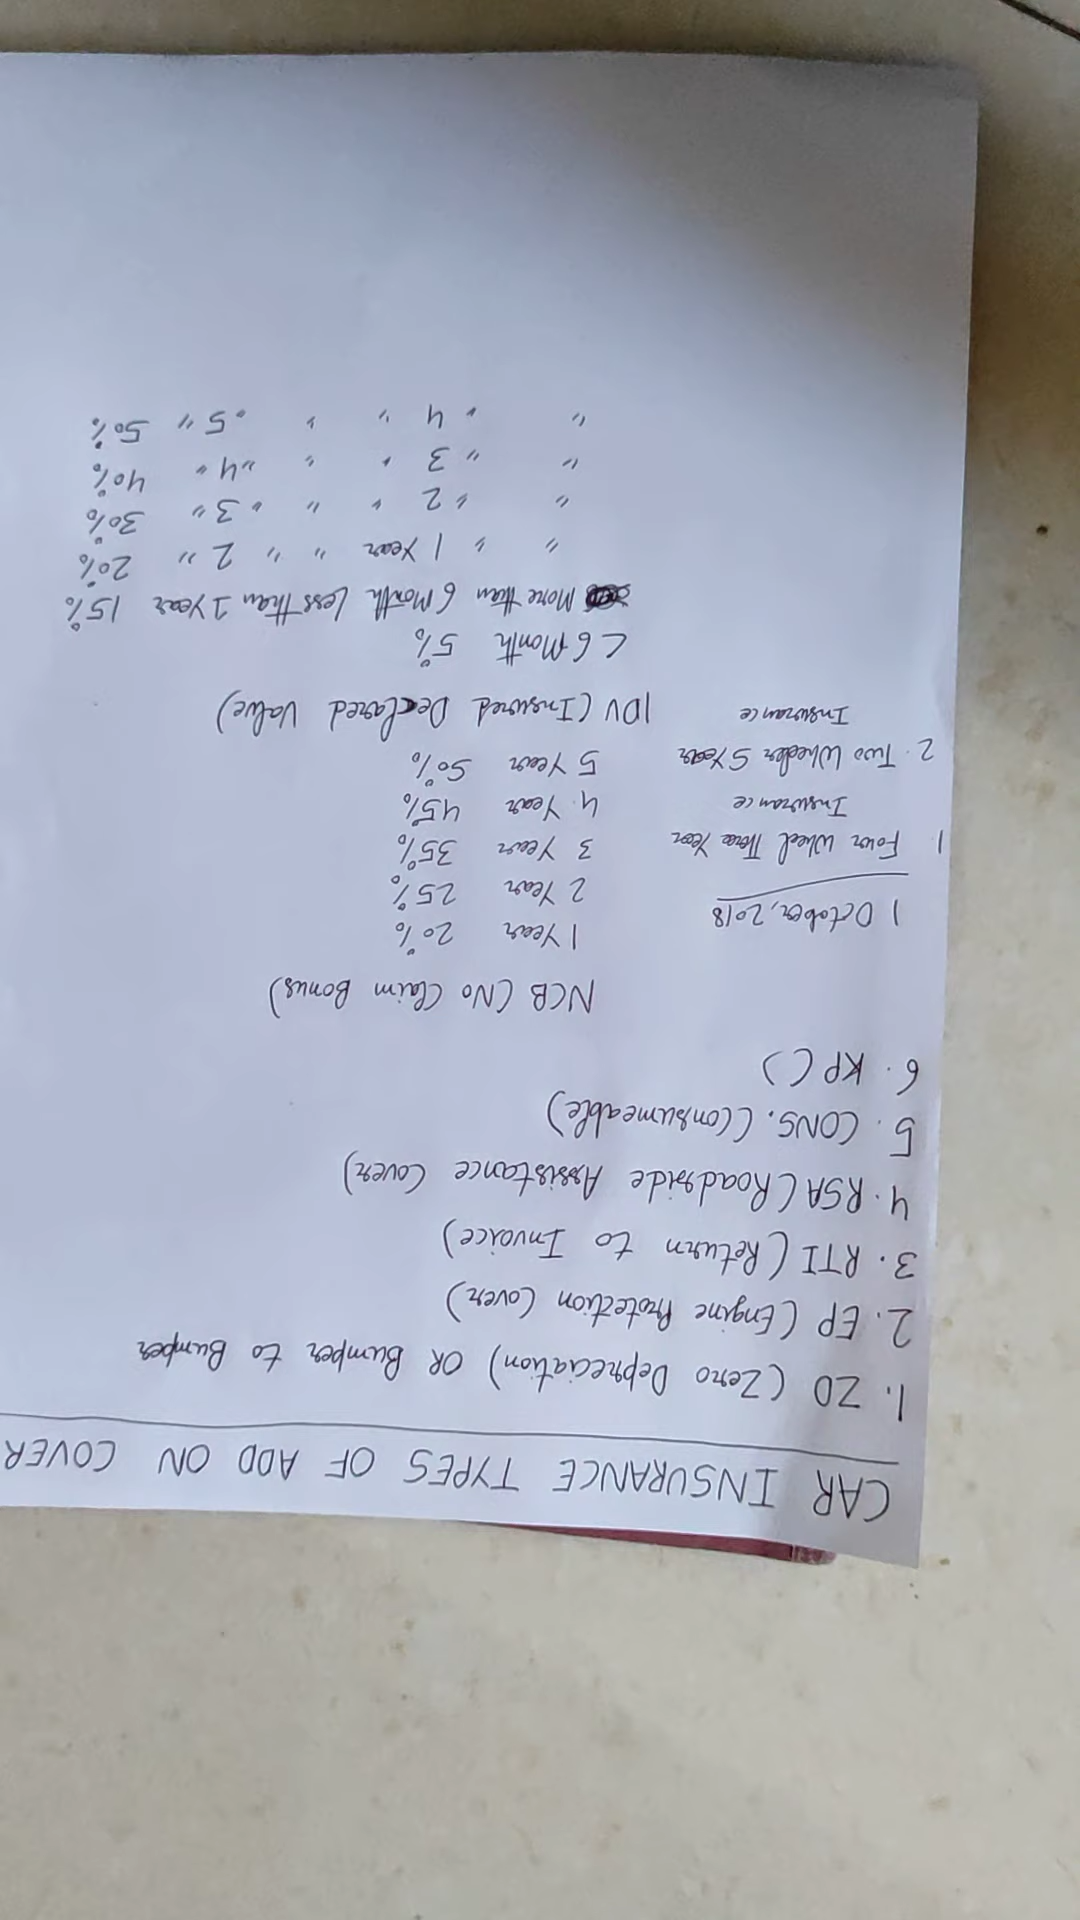 CAR INSURANCE TYPES OF ADD ON COVER
1. ZD (Zero Depreciation) OR Bumper to Bumper
2. EP (Engine Protection Cover)
3. RTI (Return to Invoice)
4. RSA (Roadside Assistance Cover)
5. CONS. (Consumeable)
6. KP ( )
NCB (No Claim Bonus)
1 Year 20%
2 Year 25%
3 Year 35%
4 Year 45%
5 Year 50%
1 October, 2018
1 Four Wheel Three Year
Insurance
2. Two Wheeler 5 Year
Insurance
IDV (Insured Declared Value)
< 6 Month 5%
More than 6 Month Less than 1 Year 15%
" " 1 Year " " 2 " 20%
" " 2 " " " 3 " 30%
" " 3 " " " 4 " 40%
" " 4 " " " 5 " 50%